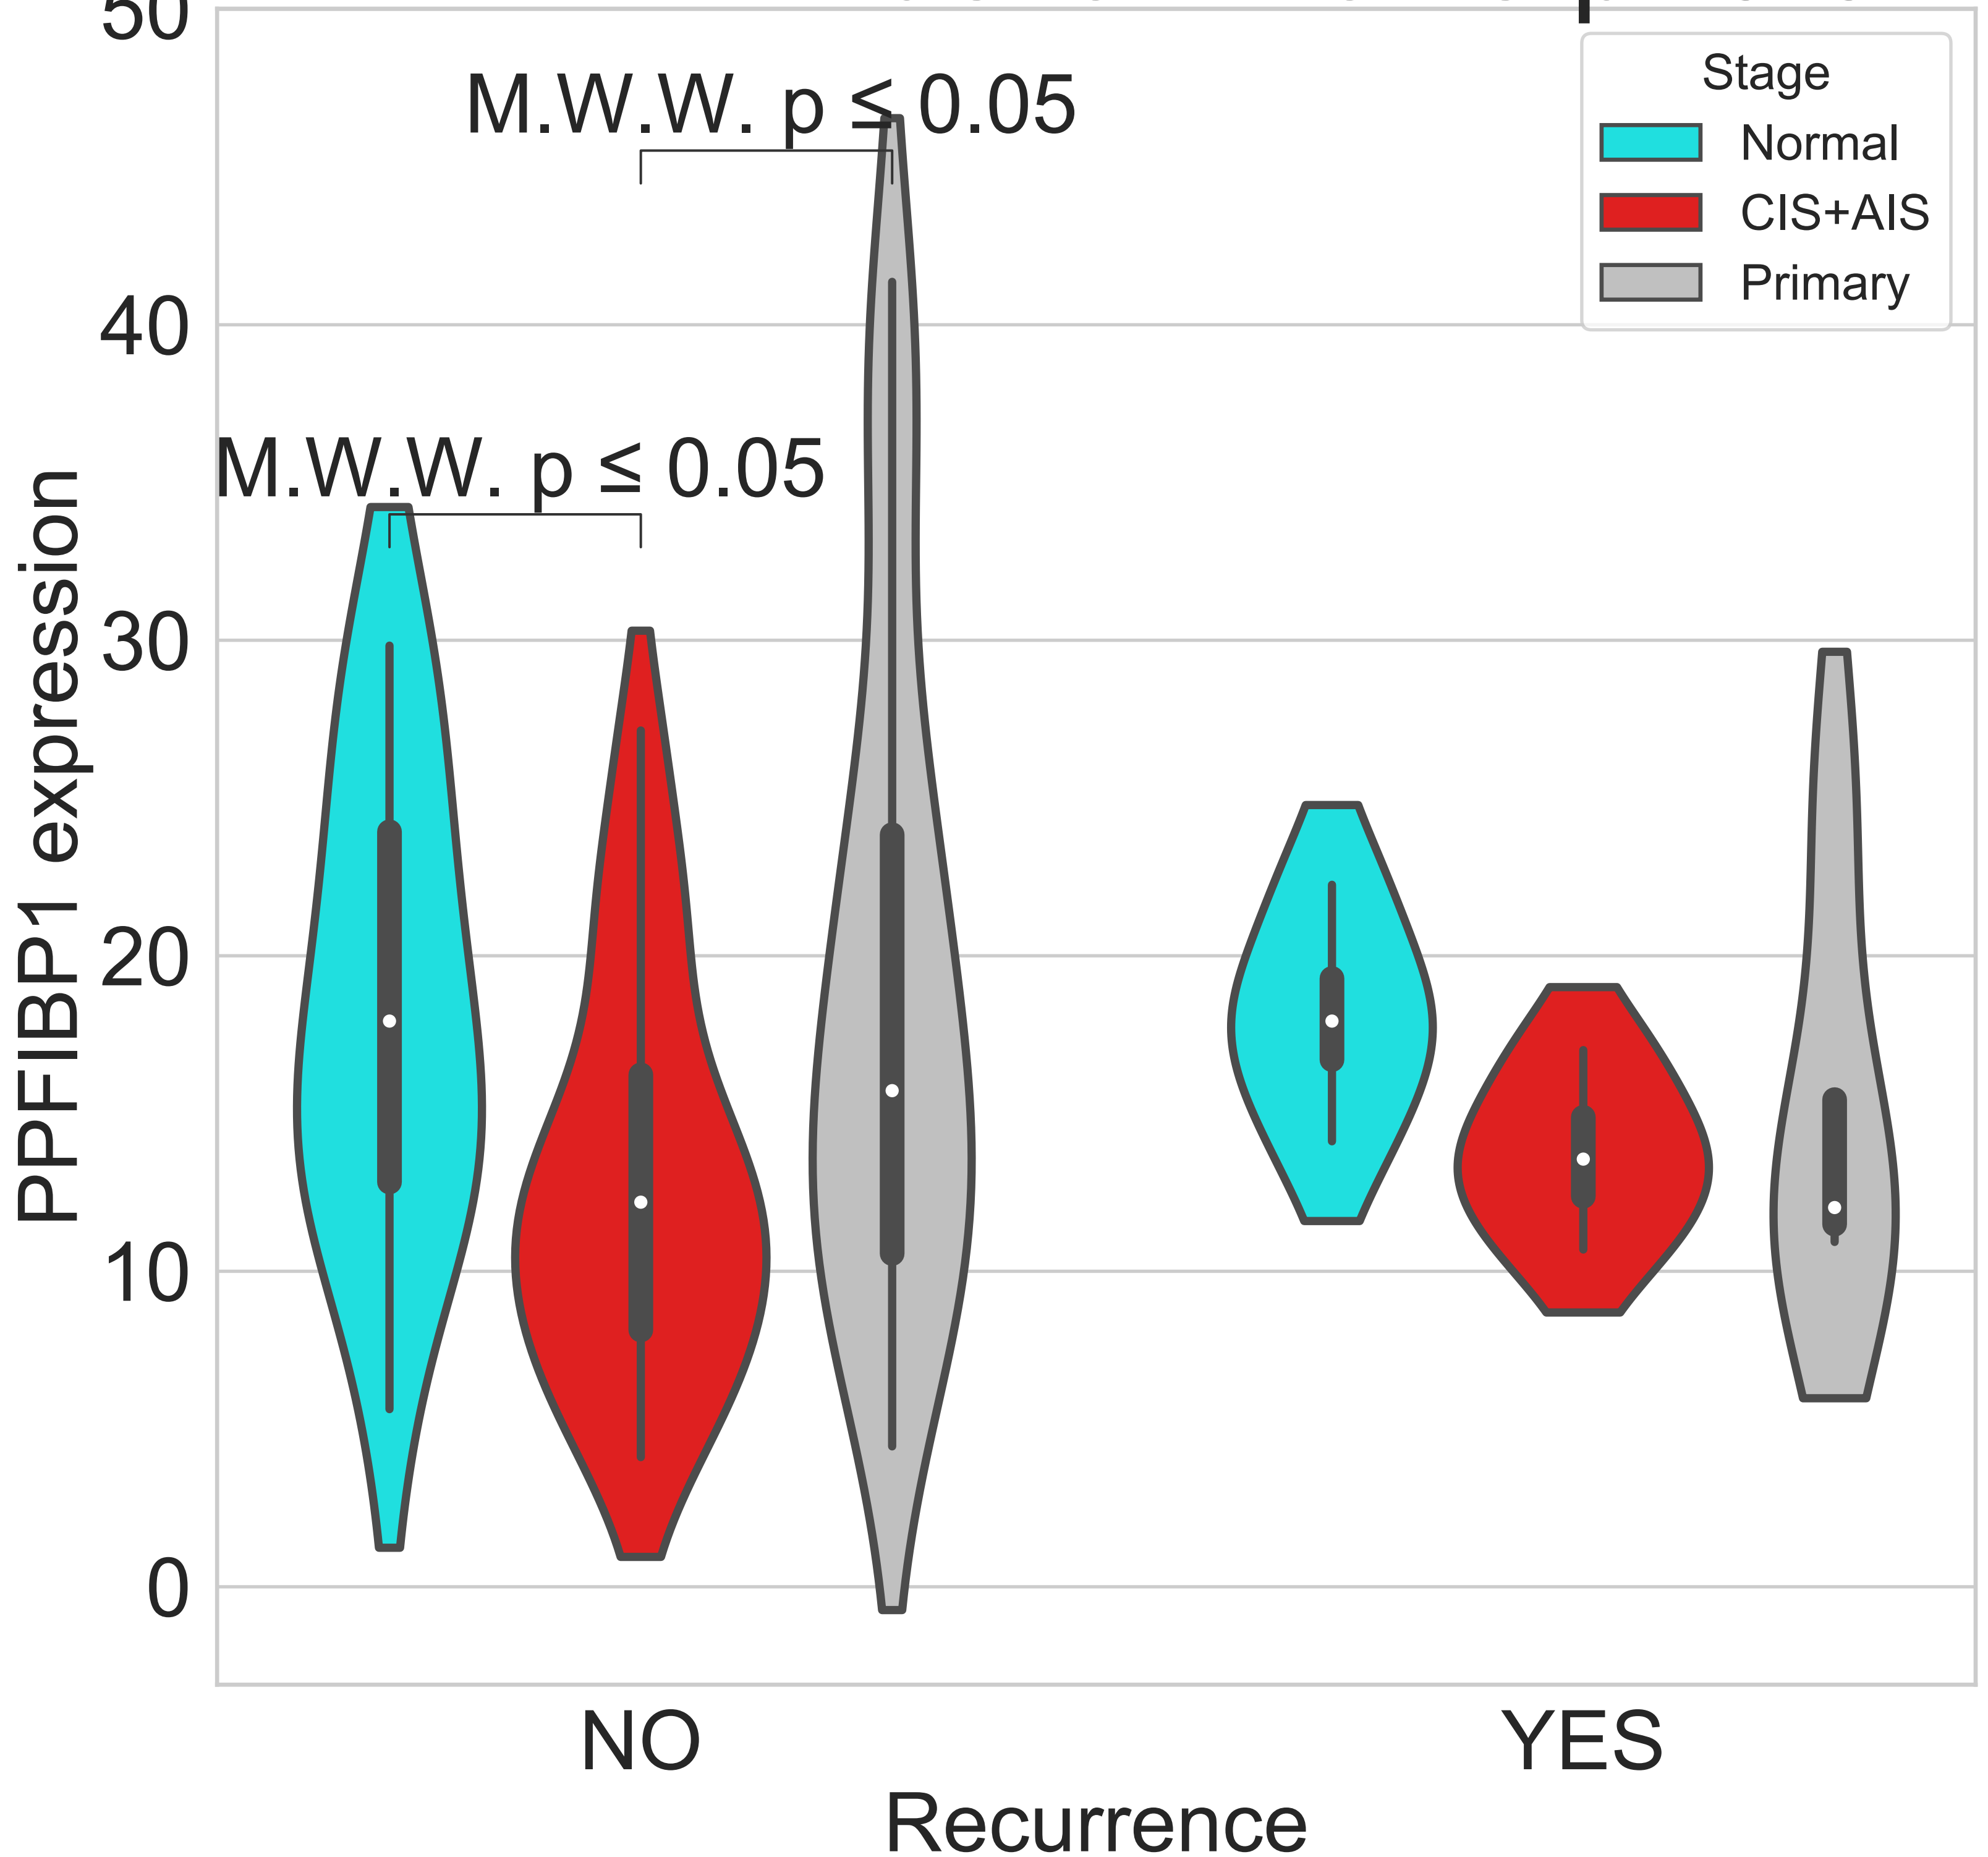 50
M.W.W. p ≤ 0.05
Stage
Normal
CIS+AIS
Primary
40
M.W.W. p ≤ 0.05
30
20
10
0
PPFIBP1 expression
NO
YES
Recurrence